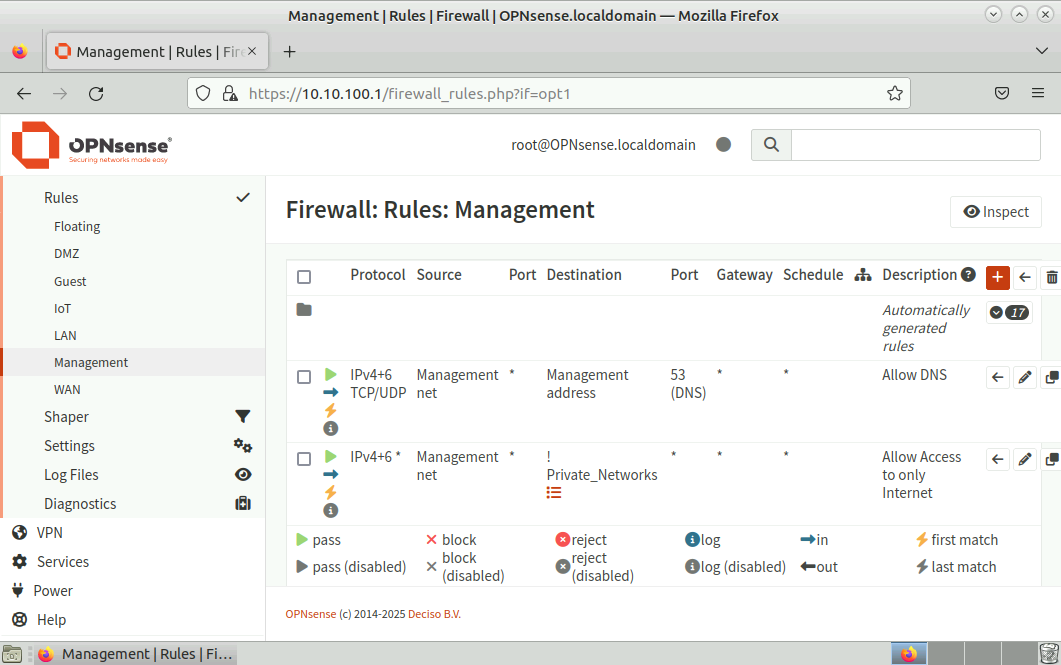 Management | Rules | Firewall | OPNsense.localdomain — Mozilla Firefox
Management | Rules | Fire
https://10.10.100.1/firewall_rules.php?if=opt1
OPNsense®
Securing networks made easy
root@OPNsense.localdomain
Rules
Floating
DMZ
Guest
IoT
LAN
Management
WAN
Shaper
Settings
Log Files
Diagnostics
VPN
Services
Power
Help
Firewall: Rules: Management
Inspect
Protocol Source Port Destination Port Gateway Schedule Description
Automatically 17
generated
rules
IPv4+6 Management * Management 53 * * Allow DNS
TCP/UDP net address (DNS)
IPv4+6 * Management * ! * * * Allow Access
net Private_Networks to only
Internet
pass block reject log in first match
pass (disabled) block (disabled) reject (disabled) log (disabled) out last match
OPNsense (c) 2014-2025 Deciso B.V.
Management | Rules | Fi...